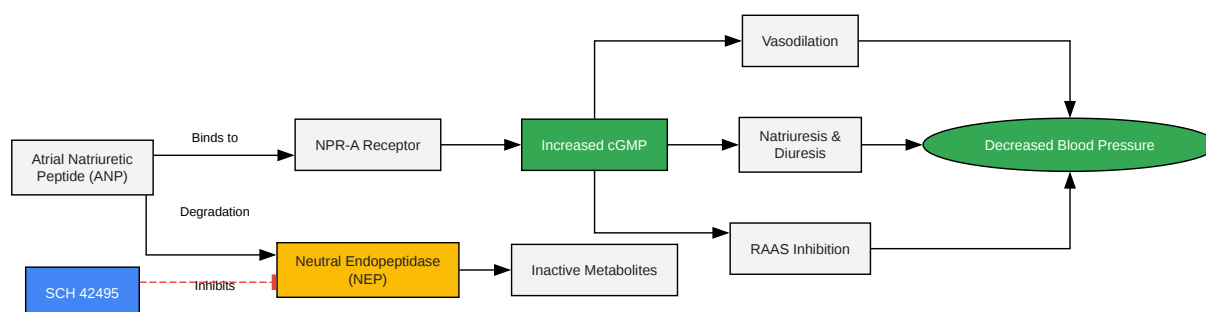 Vasodilation
Binds to
Atrial Natriuretic
Peptide (ANP)
NPR-A Receptor
Increased cGMP
Natriuresis &
Diuresis
Decreased Blood Pressure
Degradation
Neutral Endopeptidase
(NEP)
Inactive Metabolites
RAAS Inhibition
SCH 42495
Inhibits